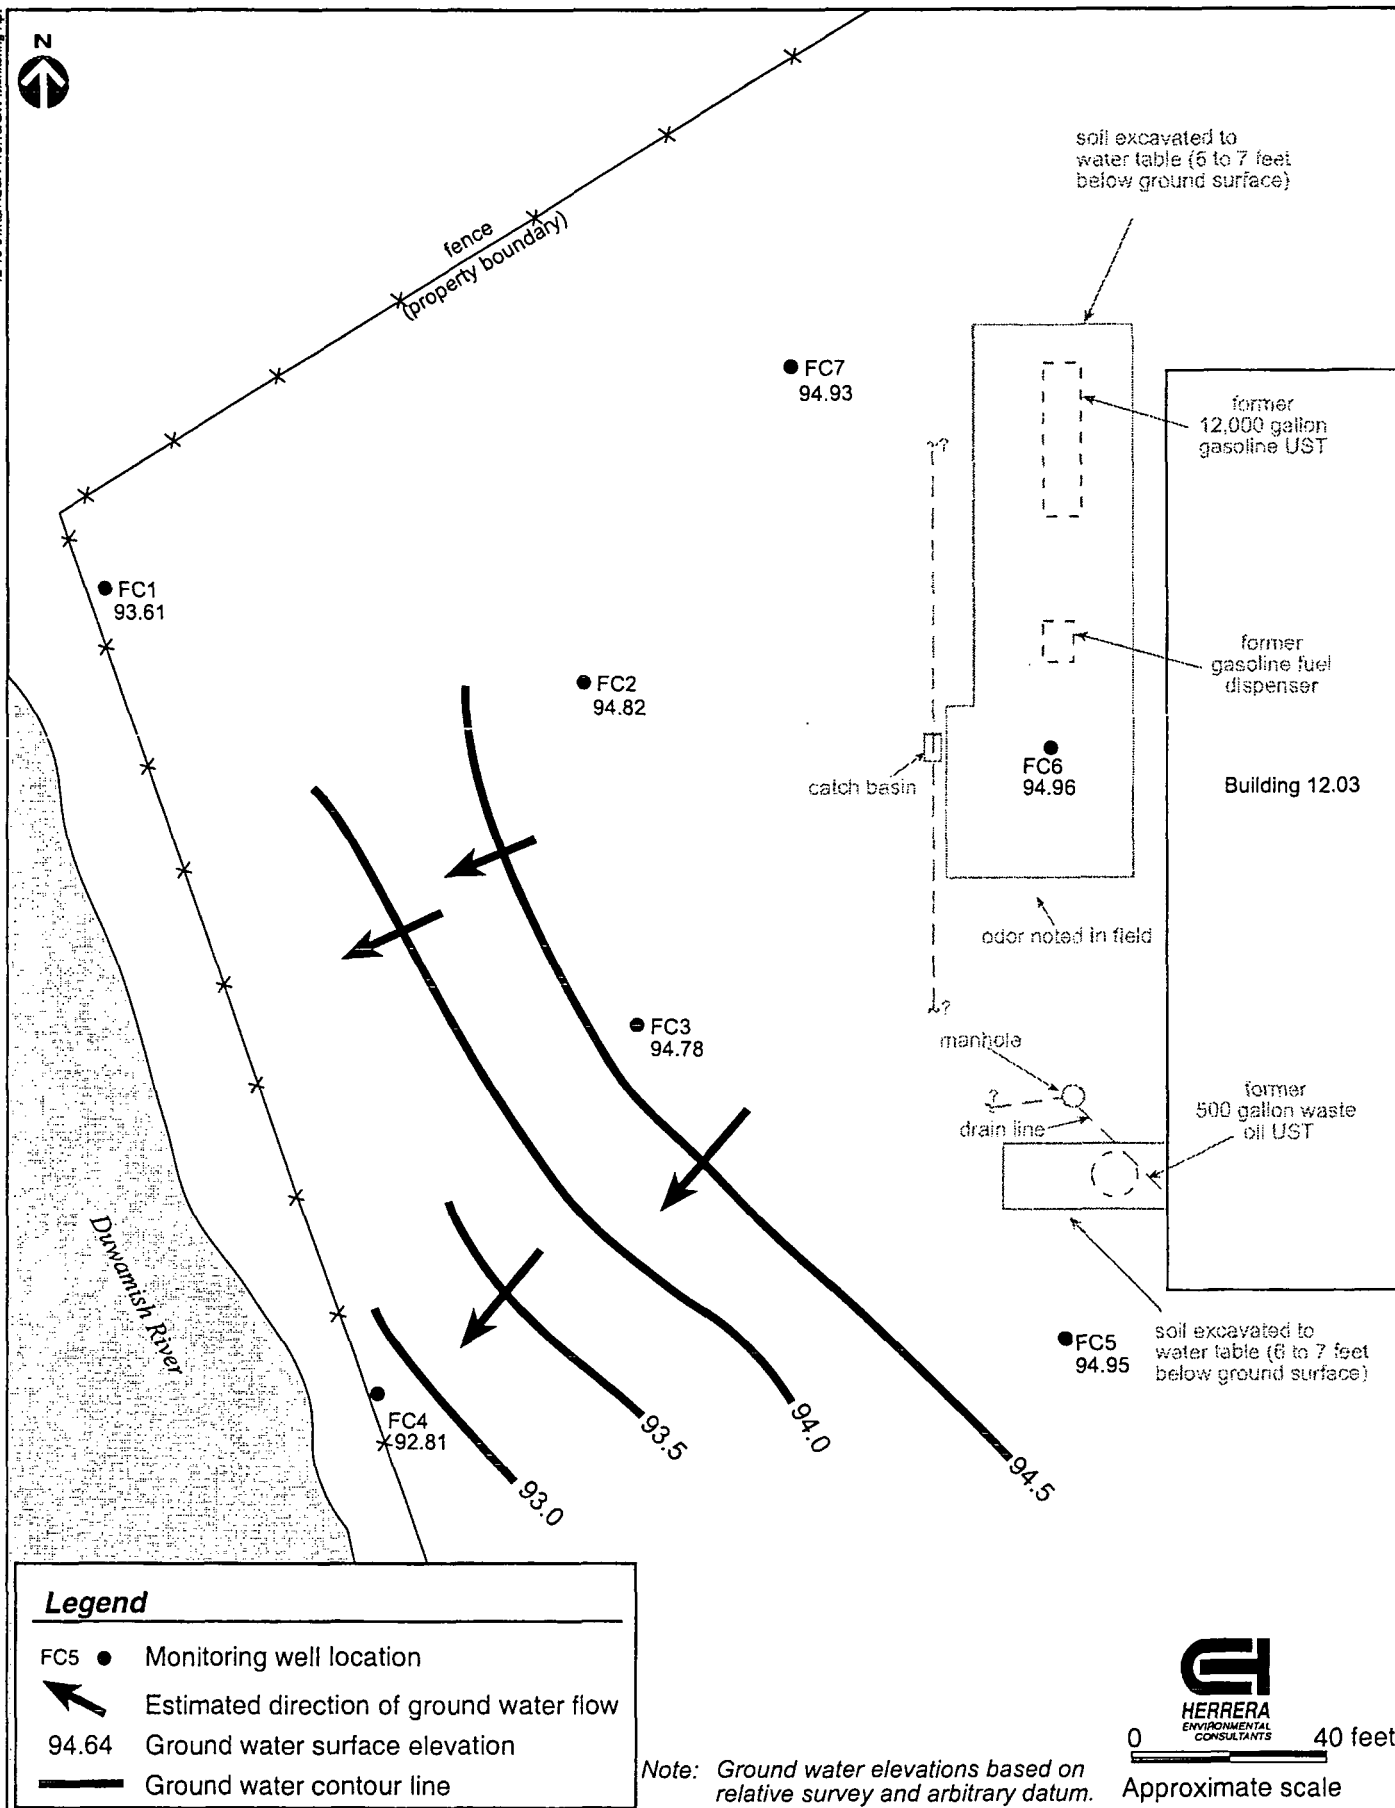 N
soil excavated to
water table (6 to 7 feet
below ground surface)
fence
(property boundary)
FC7
94.93
former
12,000 gallon
gasoline UST
?
FC1
93.61
former
gasoline fuel
dispenser
FC2
94.82
FC6
94.96
catch basin
Building 12.03
odor noted in field
?
FC3
94.78
manhole
?
drain line
former
500 gallon waste
oil UST
Duwamish River
FC5
94.95
soil excavated to
water table (6 to 7 feet
below ground surface)
FC4
92.81
93.0
93.5
94.0
94.5
Legend
FC5 Monitoring well location
Estimated direction of ground water flow
94.64 Ground water surface elevation
Ground water contour line
Note: Ground water elevations based on
relative survey and arbitrary datum.
HERRERA
ENVIRONMENTAL
CONSULTANTS
0 40 feet
Approximate scale